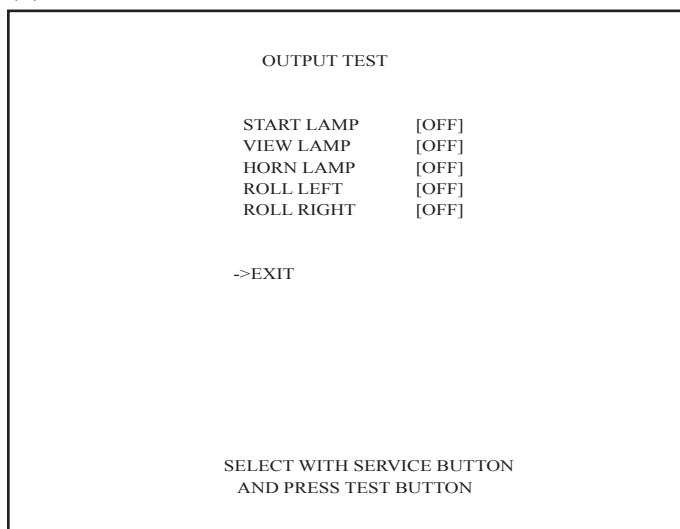 OUTPUT TEST
START LAMP [OFF]
VIEW LAMP [OFF]
HORN LAMP [OFF]
ROLL LEFT [OFF]
ROLL RIGHT [OFF]
->EXIT
SELECT WITH SERVICE BUTTON
AND PRESS TEST BUTTON